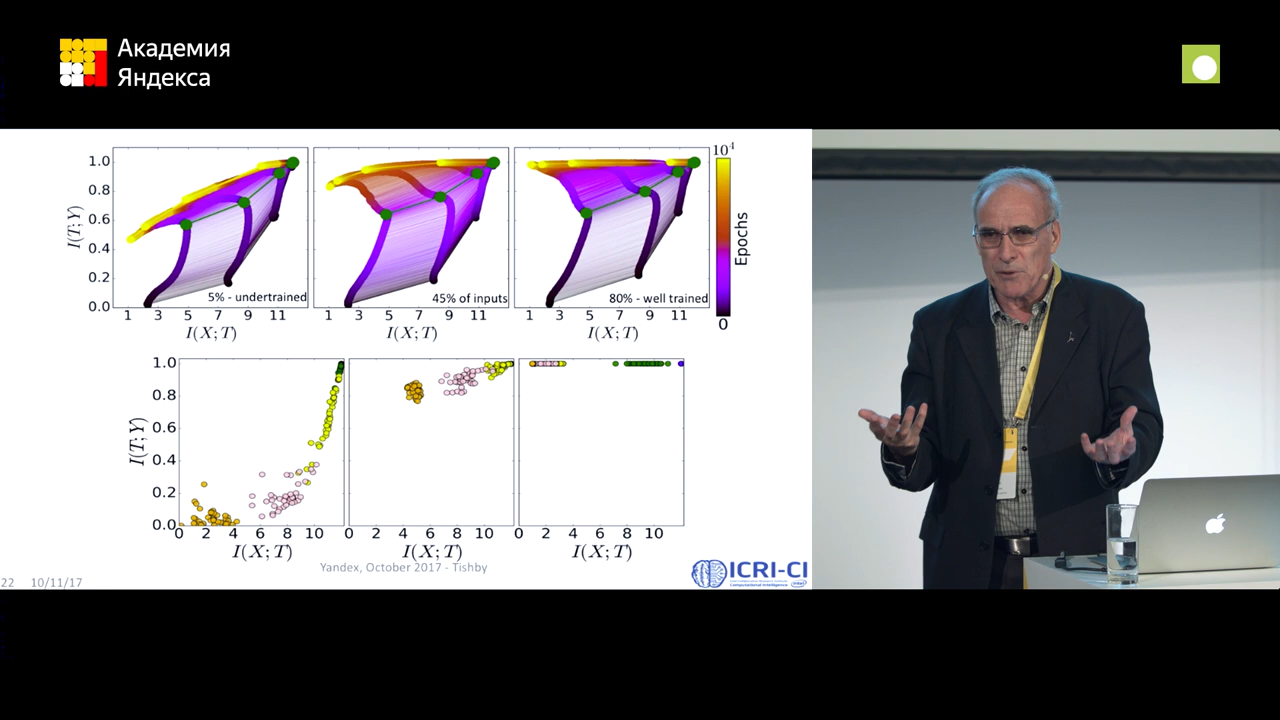 Академия
Яндекса
10⁴
I(T;Y)
1.0
0.8
0.6
0.4
0.2
0.0
5% - undertrained
45% of inputs
80% - well trained
Epochs
0
1 3 5 7 9 11
1 3 5 7 9 11
1 3 5 7 9 11
I(X;T)
I(X;T)
I(X;T)
I(T;Y)
1.0
0.8
0.6
0.4
0.2
0.0
0 2 4 6 8 10
0 2 4 6 8 10
0 2 4 6 8 10
I(X;T)
I(X;T)
I(X;T)
Yandex, October 2017 - Tishby
22 10/11/17
ICRI-CI
Computational Intelligence
intel